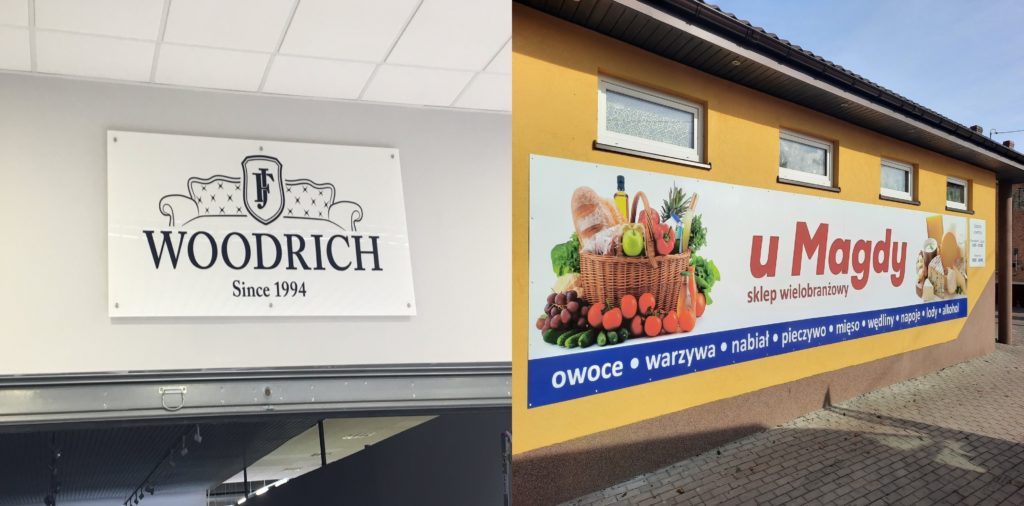 WOODRICH
Since 1994
u Magdy
sklep wielobranżowy
owoce • warzywa • nabiał • pieczywo • mięso • wędliny • napoje • lody • alkohol